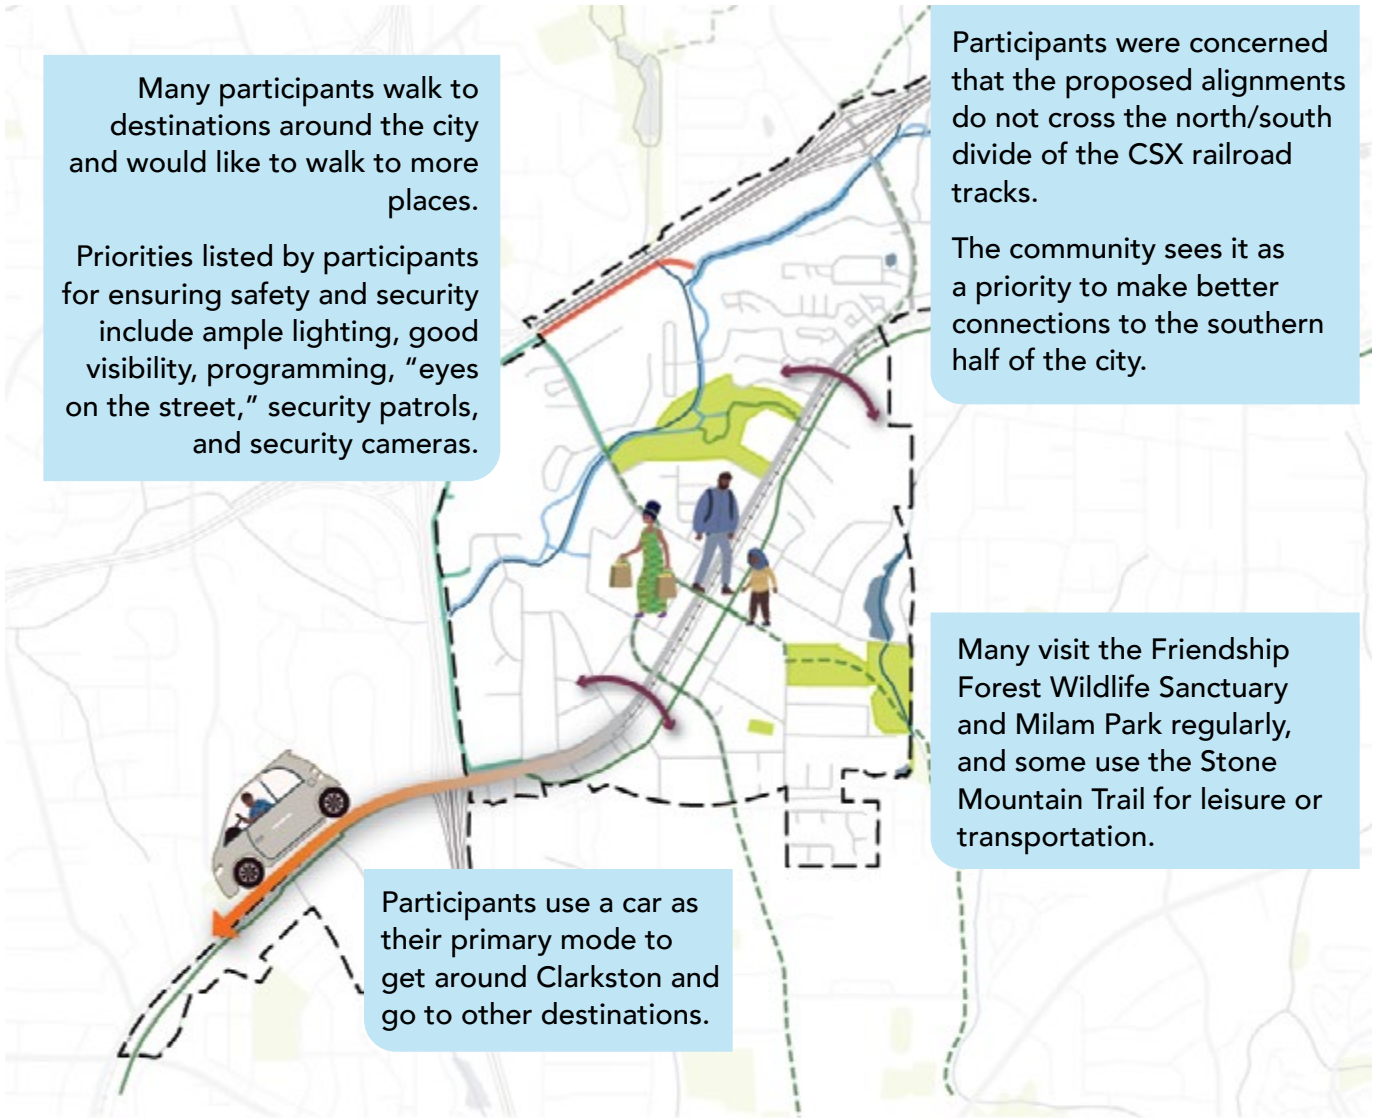 Many participants walk to
destinations around the city
and would like to walk to more
places.
Priorities listed by participants
for ensuring safety and security
include ample lighting, good
visibility, programming, “eyes
on the street,” security patrols,
and security cameras.
Participants were concerned
that the proposed alignments
do not cross the north/south
divide of the CSX railroad
tracks.
The community sees it as
a priority to make better
connections to the southern
half of the city.
Many visit the Friendship
Forest Wildlife Sanctuary
and Milam Park regularly,
and some use the Stone
Mountain Trail for leisure or
transportation.
Participants use a car as
their primary mode to
get around Clarkston and
go to other destinations.